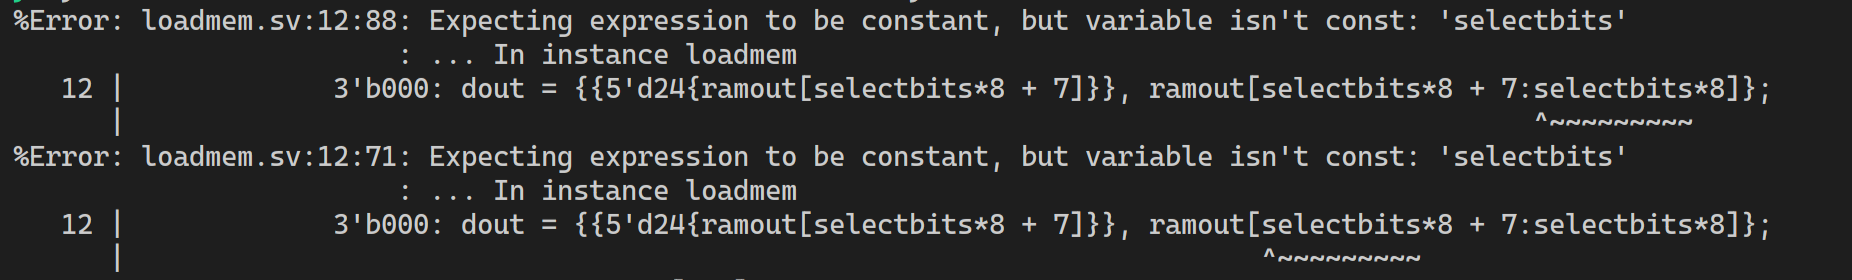 %Error: loadmem.sv:12:88: Expecting expression to be constant, but variable isn't const: 'selectbits'
: ... In instance loadmem
12 | 3'b000: dout = {{5'd24{ramout[selectbits*8 + 7]}}, ramout[selectbits*8 + 7:selectbits*8]};
| ^~~~~~~~~~
%Error: loadmem.sv:12:71: Expecting expression to be constant, but variable isn't const: 'selectbits'
: ... In instance loadmem
12 | 3'b000: dout = {{5'd24{ramout[selectbits*8 + 7]}}, ramout[selectbits*8 + 7:selectbits*8]};
| ^~~~~~~~~~